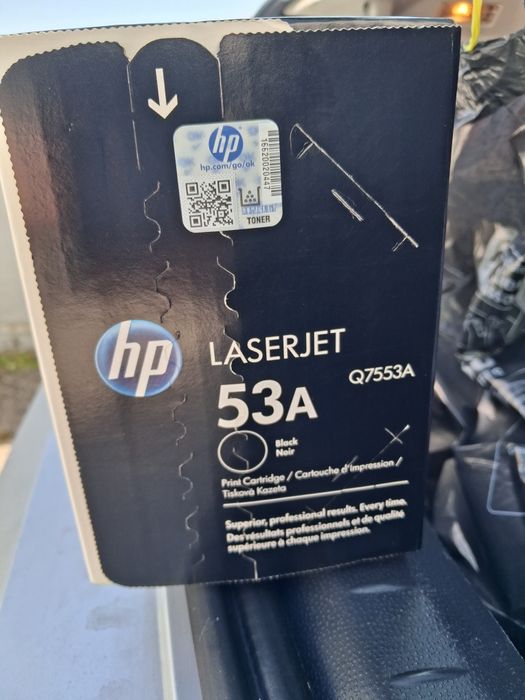 hp
hp.com/go/ok
16620020447
TONER
hp
LASERJET
53A
Q7553A
Black
Noir
Print Cartridge / Cartouche d'impression /
Tisková Kazeta
Superior, professional results. Every time.
Des résultats professionnels et de qualité
supérieure à chaque impression.